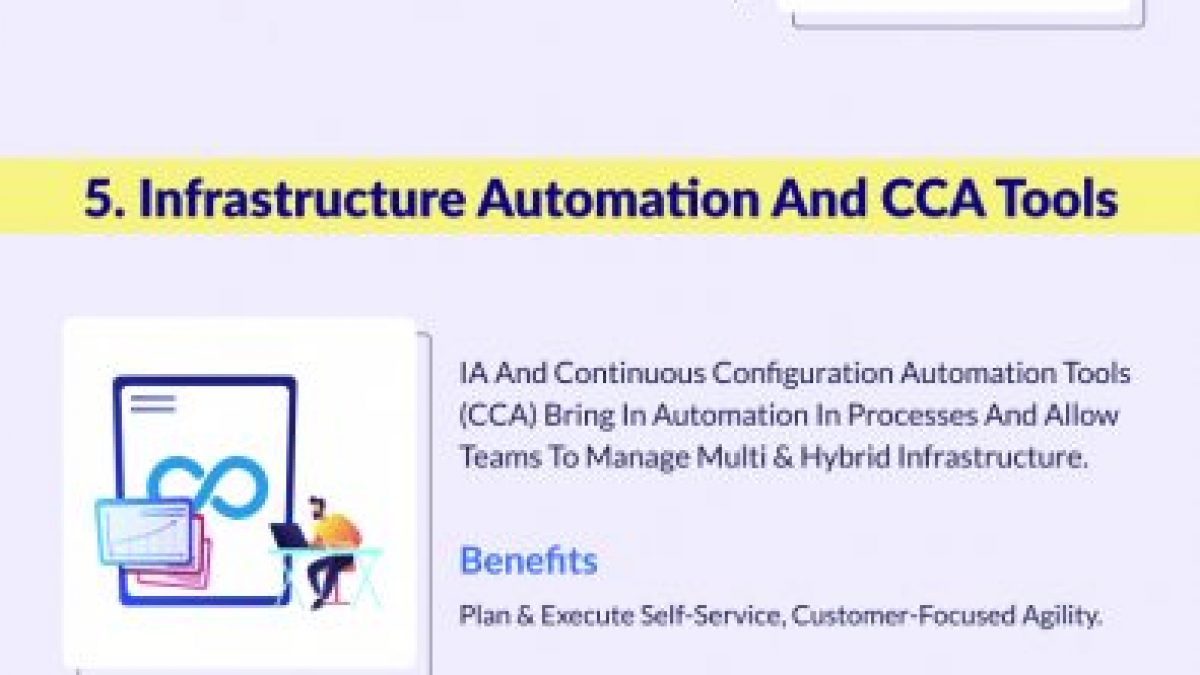 5. Infrastructure Automation And CCA Tools
IA And Continuous Configuration Automation Tools
(CCA) Bring In Automation In Processes And Allow
Teams To Manage Multi & Hybrid Infrastructure.
Benefits
Plan & Execute Self-Service, Customer-Focused Agility.